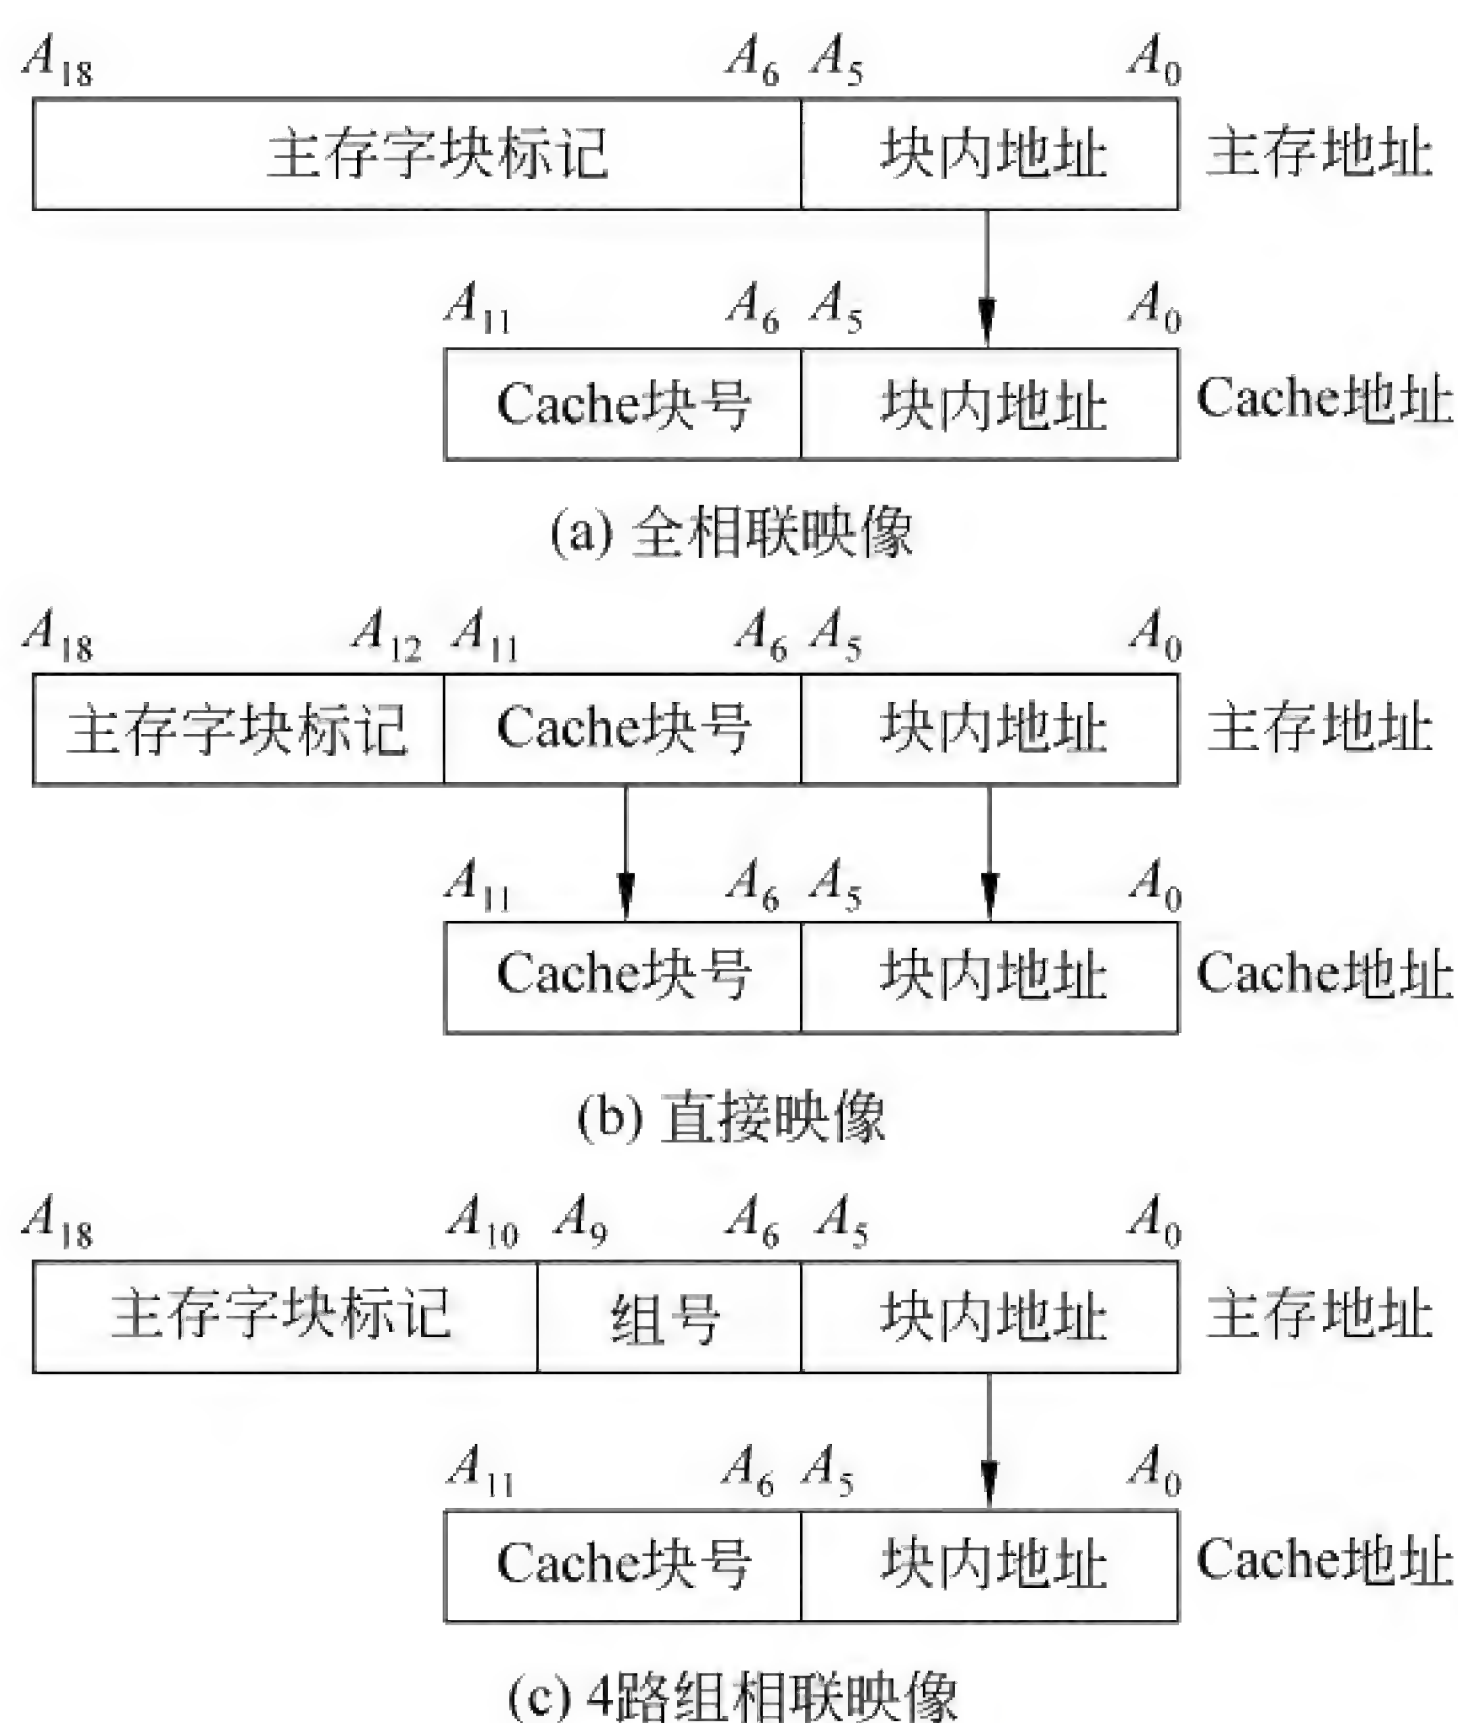 A18 A6 A5 A0
主存字块标记 块内地址 主存地址
A11 A6 A5 A0
Cache块号 块内地址 Cache地址
(a) 全相联映像
A18 A12 A11 A6 A5 A0
主存字块标记 Cache块号 块内地址 主存地址
A11 A6 A5 A0
Cache块号 块内地址 Cache地址
(b) 直接映像
A18 A10 A9 A6 A5 A0
主存字块标记 组号 块内地址 主存地址
A11 A6 A5 A0
Cache块号 块内地址 Cache地址
(c) 4路组相联映像